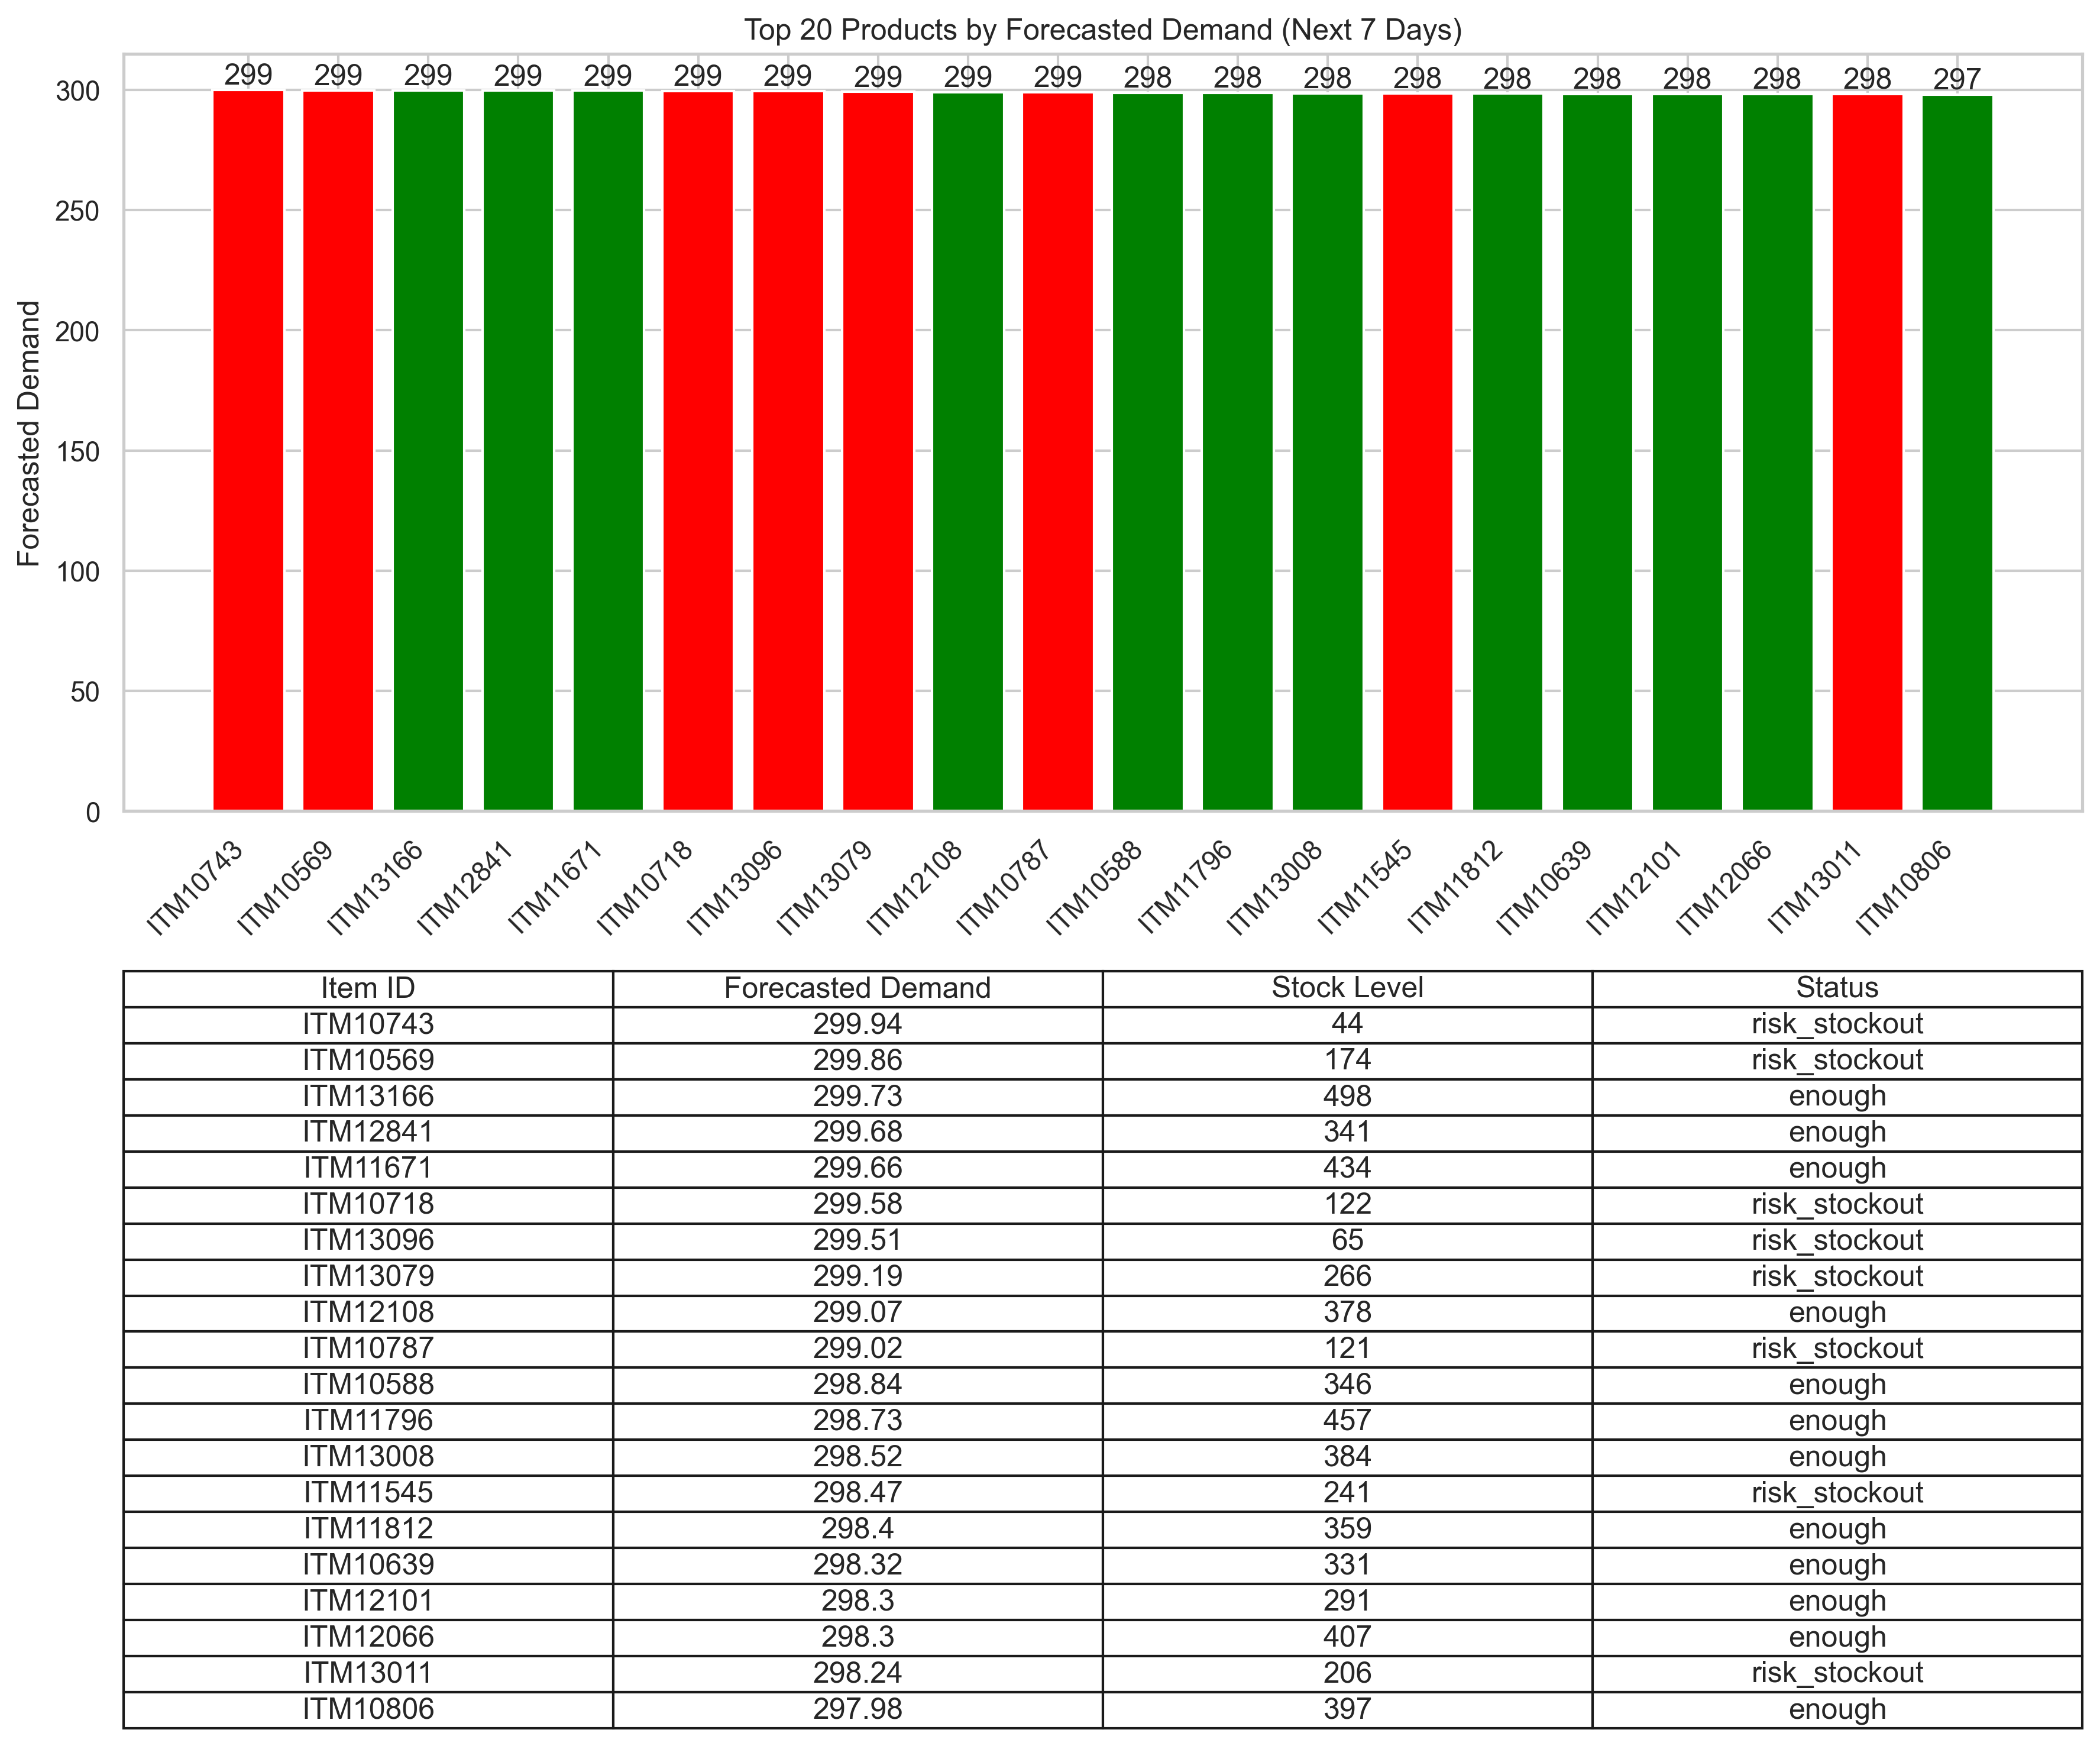 Top 20 Products by Forecasted Demand (Next 7 Days)
299 299 299 299 299 299 299 299 299 299 298 298 298 298 298 298 298 298 298 297
300
250
200
150
100
50
0
Forecasted Demand
ITM10743 ITM10569 ITM13166 ITM12841 ITM11671 ITM10718 ITM13096 ITM13079 ITM12108 ITM10787 ITM10588 ITM11796 ITM13008 ITM11545 ITM11812 ITM10639 ITM12101 ITM12066 ITM13011 ITM10806
Item ID Forecasted Demand Stock Level Status
ITM10743 299.94 44 risk_stockout
ITM10569 299.86 174 risk_stockout
ITM13166 299.73 498 enough
ITM12841 299.68 341 enough
ITM11671 299.66 434 enough
ITM10718 299.58 122 risk_stockout
ITM13096 299.51 65 risk_stockout
ITM13079 299.19 266 risk_stockout
ITM12108 299.07 378 enough
ITM10787 299.02 121 risk_stockout
ITM10588 298.84 346 enough
ITM11796 298.73 457 enough
ITM13008 298.52 384 enough
ITM11545 298.47 241 risk_stockout
ITM11812 298.4 359 enough
ITM10639 298.32 331 enough
ITM12101 298.3 291 enough
ITM12066 298.3 407 enough
ITM13011 298.24 206 risk_stockout
ITM10806 297.98 397 enough